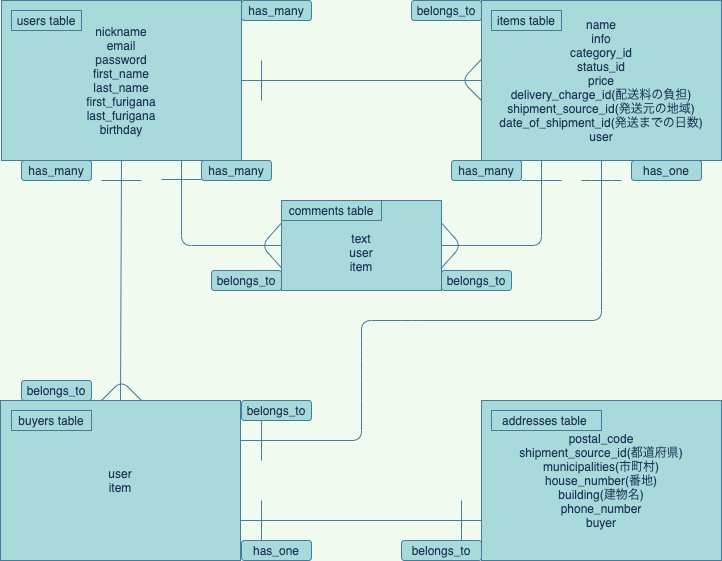 users table
nickname
email
password
first_name
last_name
first_furigana
last_furigana
birthday
has_many
belongs_to
items table
name
info
category_id
status_id
price
delivery_charge_id(配送料の負担)
shipment_source_id(発送元の地域)
date_of_shipment_id(発送までの日数)
user
has_many
has_many
has_many
has_one
comments table
text
user
item
belongs_to
belongs_to
belongs_to
belongs_to
buyers table
user
item
addresses table
postal_code
shipment_source_id(都道府県)
municipalities(市町村)
house_number(番地)
building(建物名)
phone_number
buyer
has_one
belongs_to